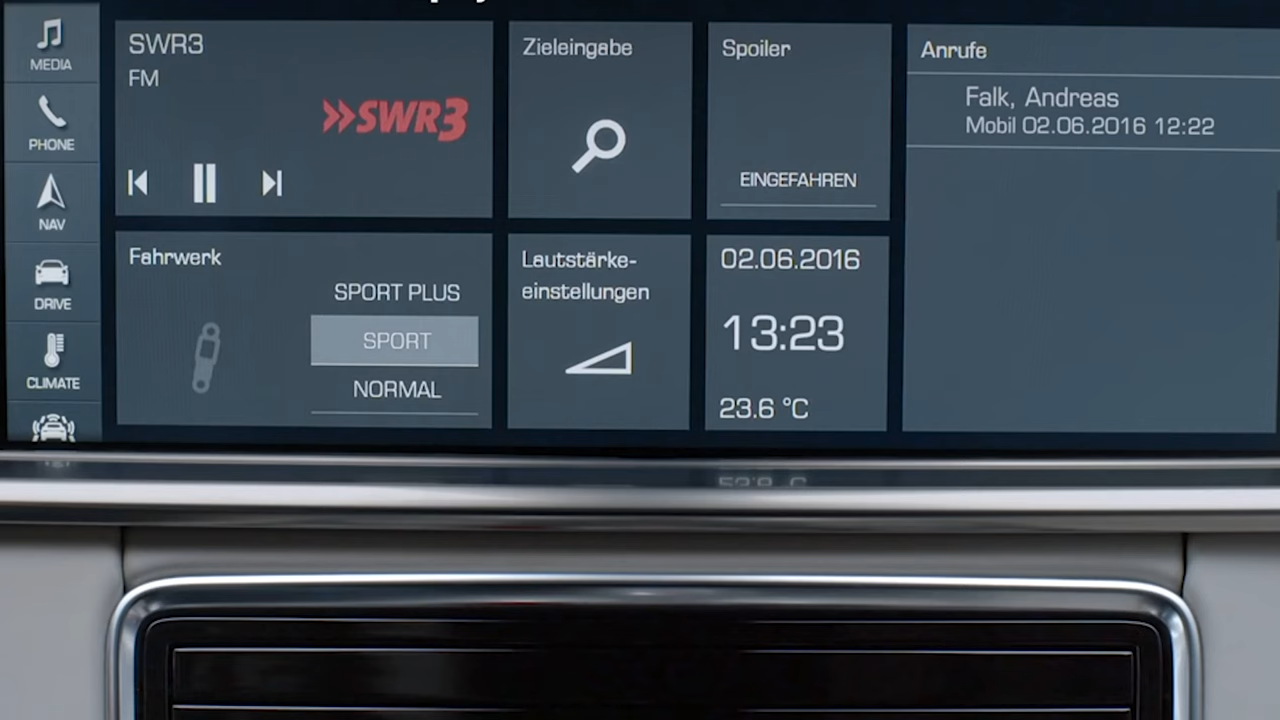 MEDIA
PHONE
NAV
DRIVE
CLIMATE
SWR3
FM
SWR3
Fahrwerk
SPORT PLUS
SPORT
NORMAL
Zieleingabe
Lautstärke-
einstellungen
Spoiler
EINGEFAHREN
02.06.2016
13:23
23.6 °C
Anrufe
Falk, Andreas
Mobil 02.06.2016 12:22